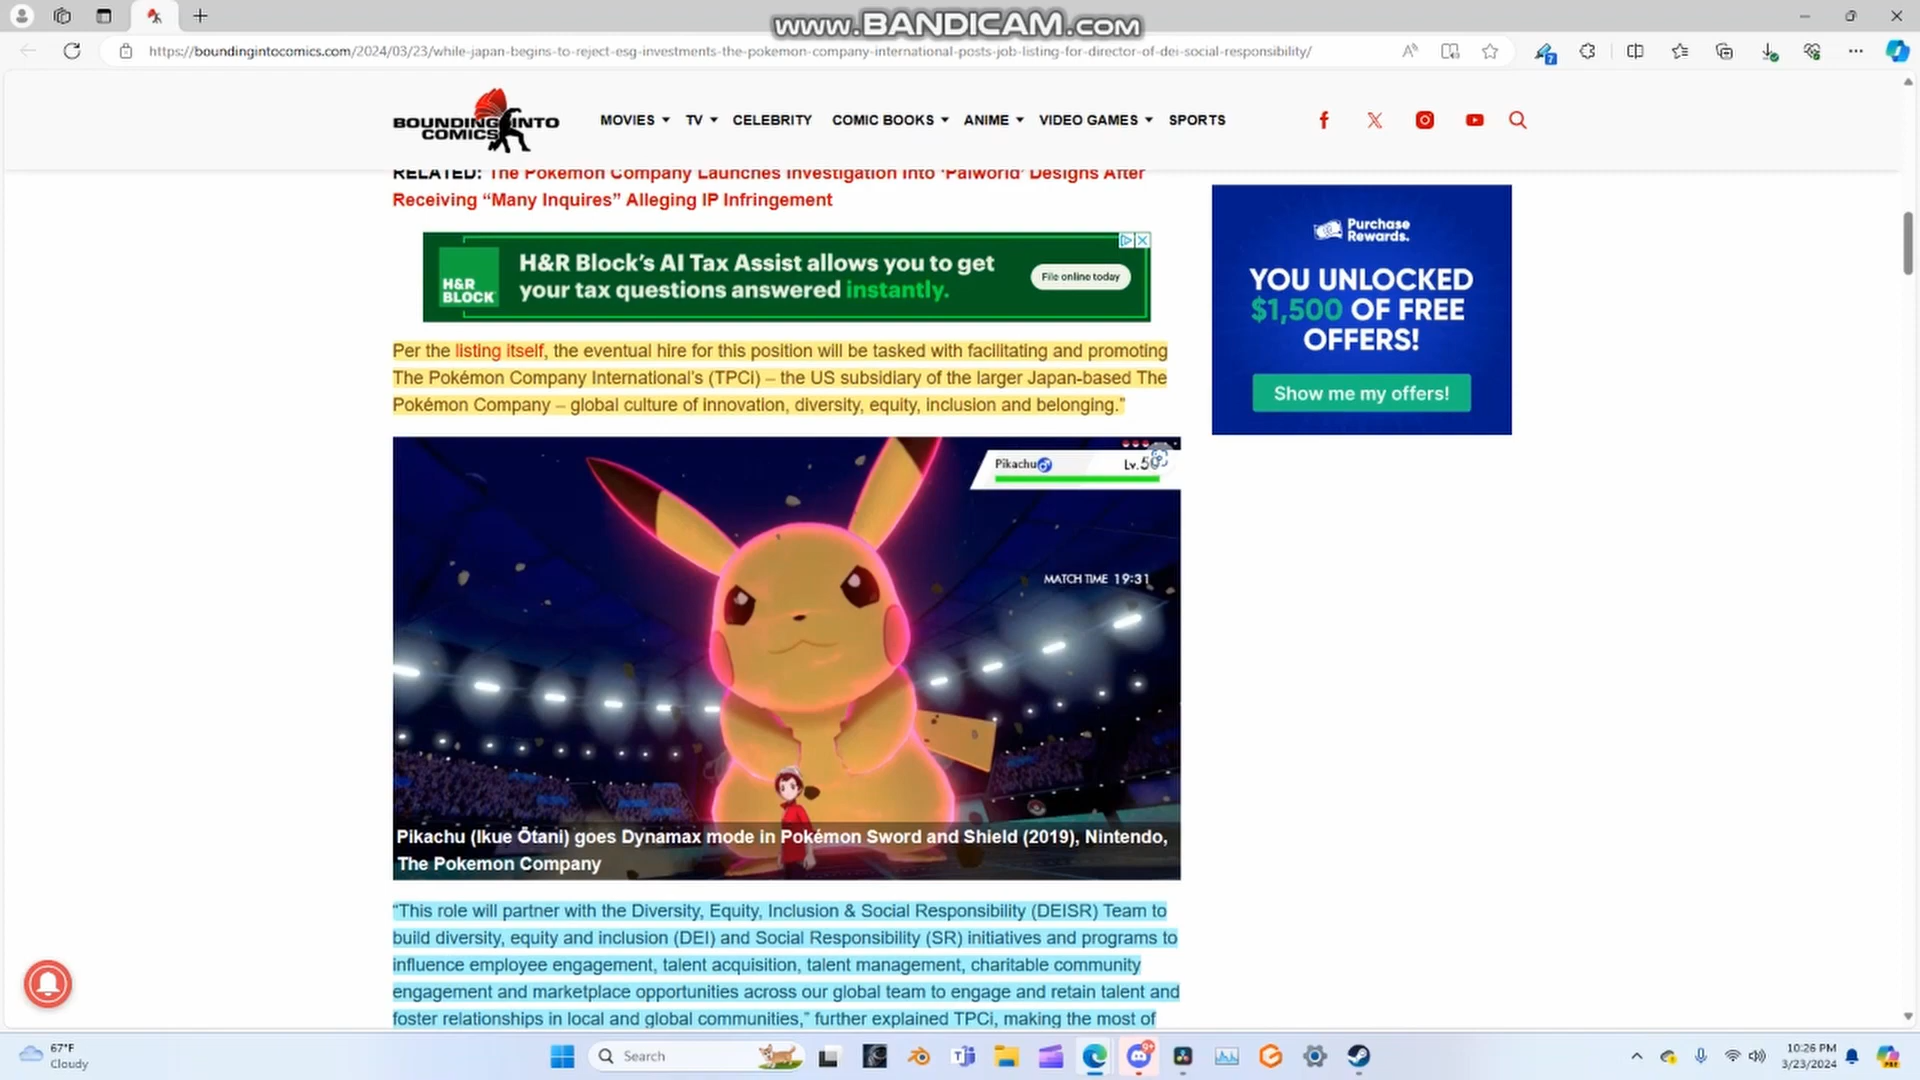 www.BANDICAM.com
https://boundingintocomics.com/2024/03/23/while-japan-begins-to-reject-esg-investments-the-pokemon-company-international-posts-job-listing-for-director-of-dei-social-responsibility/
7
BOUNDING INTO
COMICS
MOVIES TV CELEBRITY COMIC BOOKS ANIME VIDEO GAMES SPORTS
RELATED: The Pokémon Company Launches Investigation Into ‘Palworld’ Designs After
Receiving “Many Inquires” Alleging IP Infringement
H&R BLOCK
H&R Block's AI Tax Assist allows you to get
your tax questions answered instantly.
File online today
Purchase
Rewards.
YOU UNLOCKED
$1,500 OF FREE
OFFERS!
Show me my offers!
Per the listing itself, the eventual hire for this position will be tasked with facilitating and promoting
The Pokémon Company International's (TPCi) – the US subsidiary of the larger Japan-based The
Pokémon Company – global culture of innovation, diversity, equity, inclusion and belonging.”
Pikachu Lv.50
MATCH TIME 19:31
Pikachu (Ikue Ōtani) goes Dynamax mode in Pokémon Sword and Shield (2019), Nintendo,
The Pokemon Company
“This role will partner with the Diversity, Equity, Inclusion & Social Responsibility (DEISR) Team to
build diversity, equity and inclusion (DEI) and Social Responsibility (SR) initiatives and programs to
influence employee engagement, talent acquisition, talent management, charitable community
engagement and marketplace opportunities across our global team to engage and retain talent and
foster relationships in local and global communities,” further explained TPCi, making the most of
67°F
Cloudy
Search
9+
10:26 PM
3/23/2024